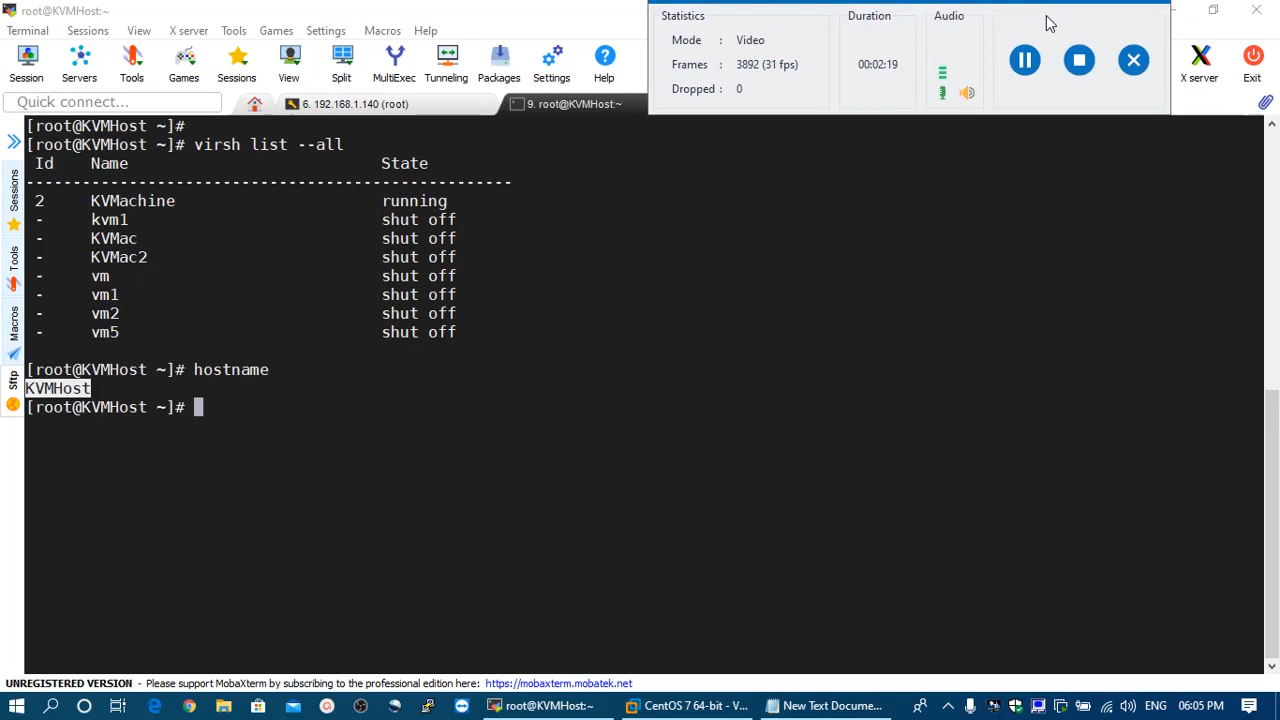 root@KVMHost:~
Terminal Sessions View X server Tools Games Settings Macros Help
Session Servers Tools Games Sessions View Split MultiExec Tunneling Packages Settings Help X server Exit
Statistics Duration Audio
Mode : Video
Frames : 3892 (31 fps) 00:02:19
Dropped : 0
Quick connect... 6. 192.168.1.140 (root) 9. root@KVMHost:~
Sessions
Tools
Macros
Sftp
[root@KVMHost ~]#
[root@KVMHost ~]# virsh list --all
Id Name State
----------------------------------------------------
2 KVMachine running
- kvm1 shut off
- KVMac shut off
- KVMac2 shut off
- vm shut off
- vm1 shut off
- vm2 shut off
- vm5 shut off
[root@KVMHost ~]# hostname
KVMHost
[root@KVMHost ~]#
UNREGISTERED VERSION - Please support MobaXterm by subscribing to the professional edition here: https://mobaxterm.mobatek.net
root@KVMHost:~ CentOS 7 64-bit - V... New Text Docume... 06:05 PM